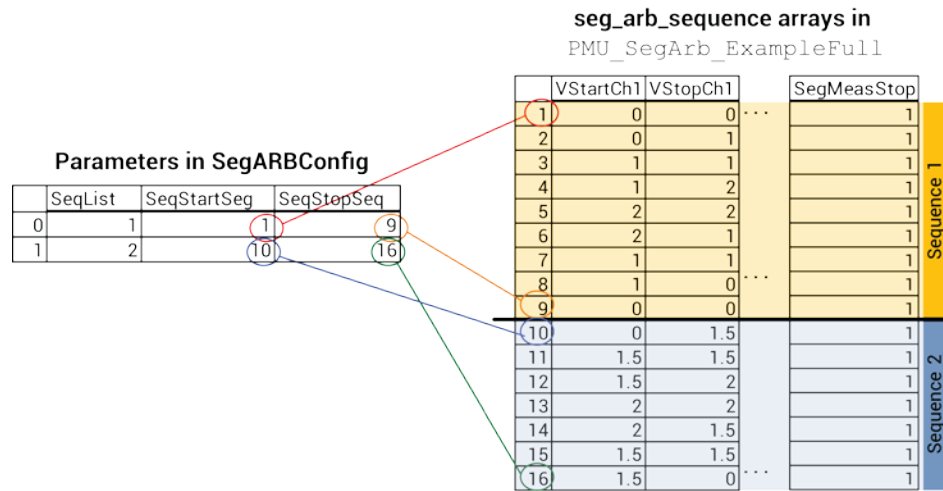 seg_arb_sequence arrays in
PMU_SegArb_ExampleFull
Parameters in SegARBConfig
SeqList SeqStartSeg SeqStopSeq
0 1 1 9
1 2 10 16
VStartCh1 VStopCh1 SegMeasStop
1 0 0 ... 1
2 0 1 1
3 1 1 1
4 1 2 1
5 2 2 1
6 2 1 1
7 1 1 1
8 1 0 ... 1
9 0 0 1
10 0 1.5 1
11 1.5 1.5 1
12 1.5 2 1
13 2 2 1
14 2 1.5 1
15 1.5 1.5 1
16 1.5 0 ... 1
Sequence 1
Sequence 2